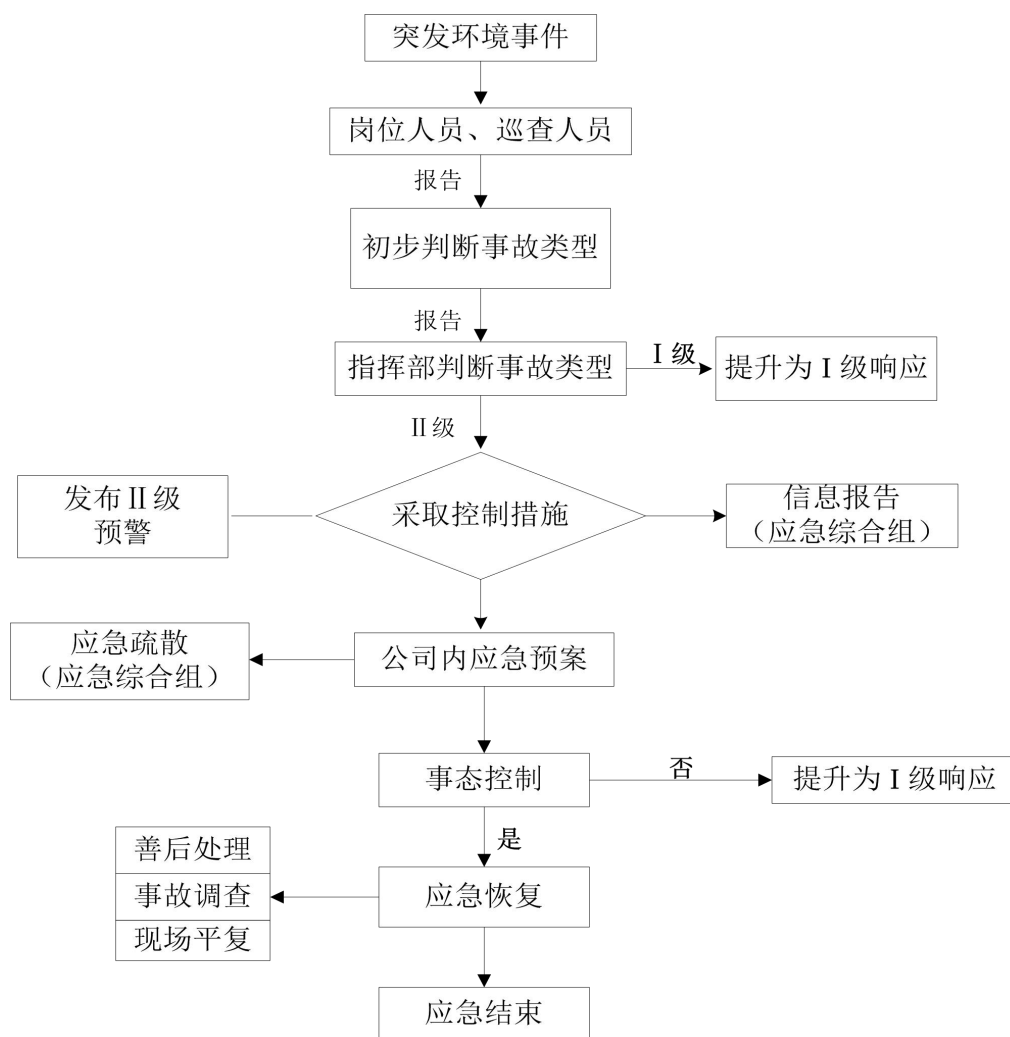 突发环境事件
岗位人员、巡查人员
报告
初步判断事故类型
报告
指挥部判断事故类型
Ⅰ级
提升为Ⅰ级响应
Ⅱ级
发布Ⅱ级
预警
采取控制措施
信息报告
（应急综合组）
应急疏散
（应急综合组）
公司内应急预案
事态控制
否
提升为Ⅰ级响应
是
善后处理
事故调查
现场平复
应急恢复
应急结束